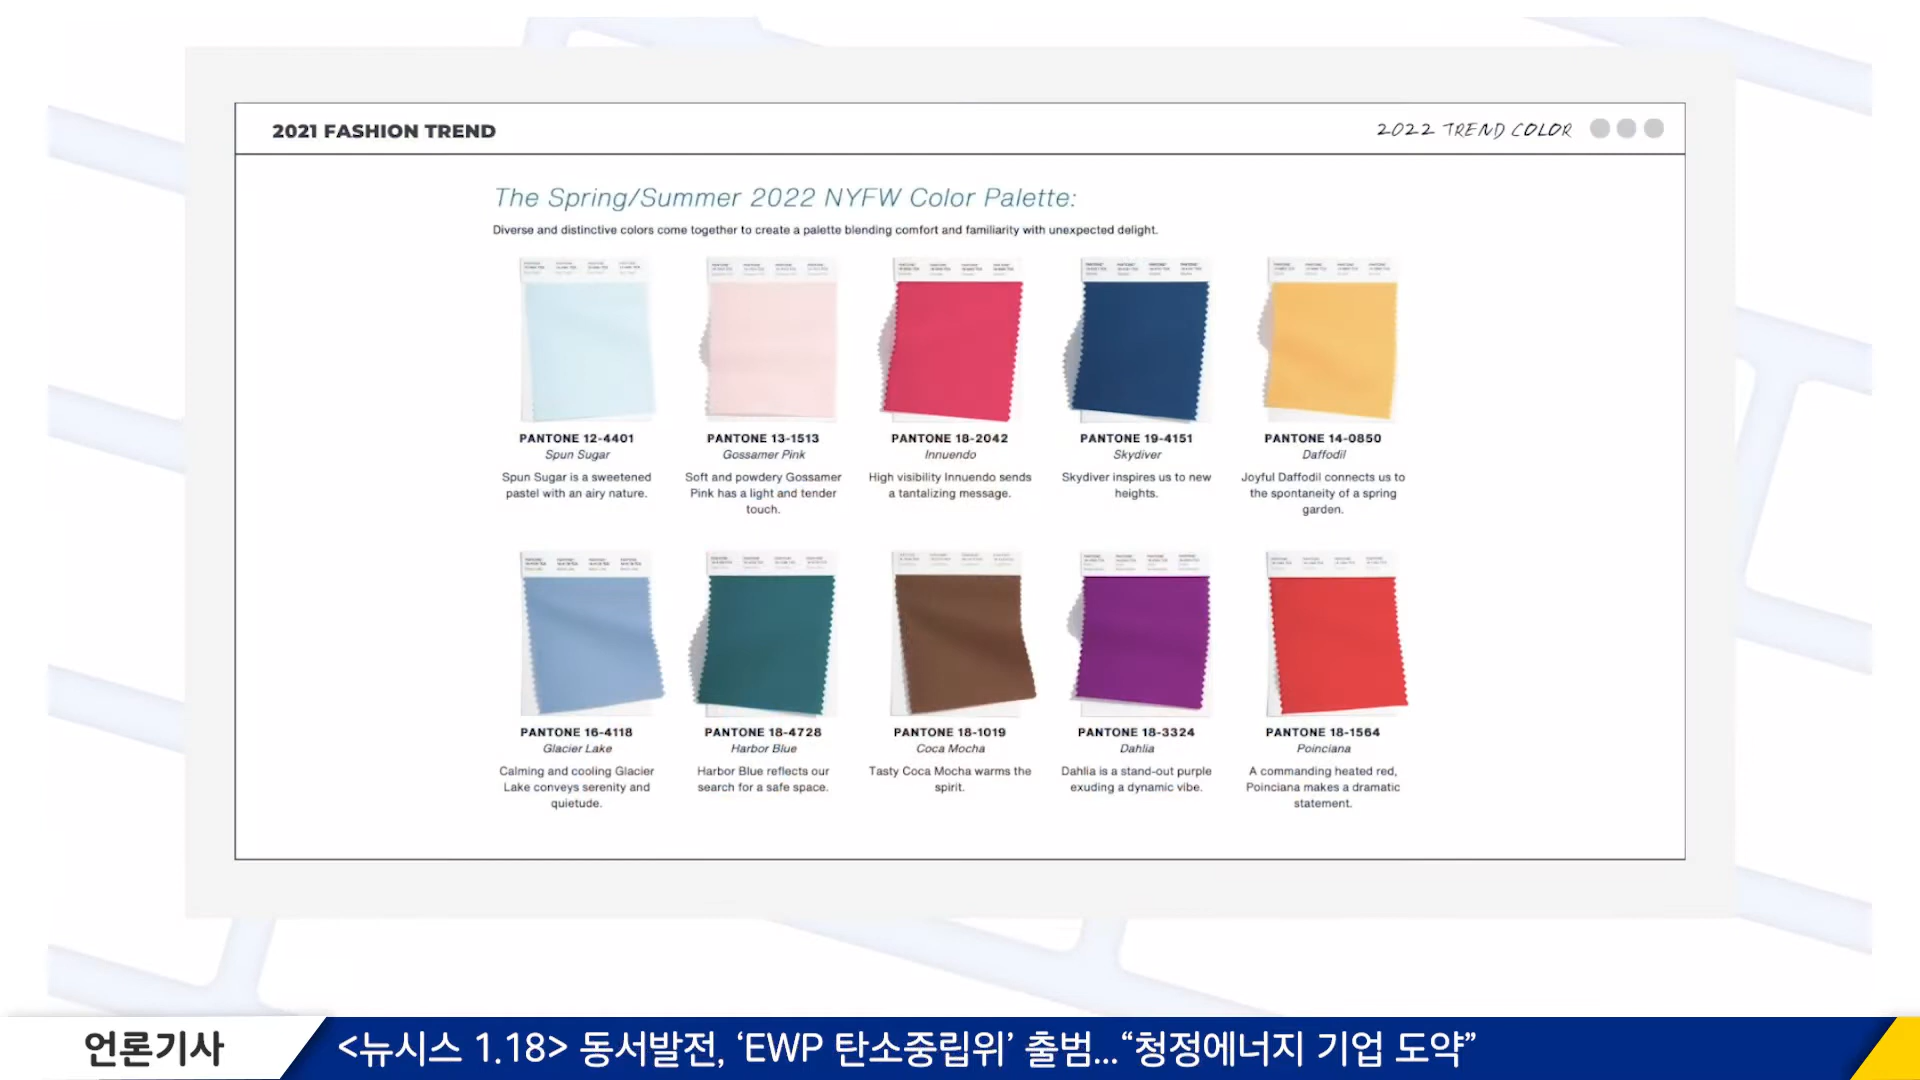 2021 FASHION TREND
2022 TREND COLOR
The Spring/Summer 2022 NYFW Color Palette:
Diverse and distinctive colors come together to create a palette blending comfort and familiarity with unexpected delight.
PANTONE 12-4401
Spun Sugar
Spun Sugar is a sweetened
pastel with an airy nature.
PANTONE 13-1513
Gossamer Pink
Soft and powdery Gossamer
Pink has a light and tender
touch.
PANTONE 18-2042
Innuendo
High visibility Innuendo sends
a tantalizing message.
PANTONE 19-4151
Skydiver
Skydiver inspires us to new
heights.
PANTONE 14-0850
Daffodil
Joyful Daffodil connects us to
the spontaneity of a spring
garden.
PANTONE 16-4118
Glacier Lake
Calming and cooling Glacier
Lake conveys serenity and
quietude.
PANTONE 18-4728
Harbor Blue
Harbor Blue reflects our
search for a safe space.
PANTONE 18-1019
Coca Mocha
Tasty Coca Mocha warms the
spirit.
PANTONE 18-3324
Dahlia
Dahlia is a stand-out purple
exuding a dynamic vibe.
PANTONE 18-1564
Poinciana
A commanding heated red,
Poinciana makes a dramatic
statement.
언론기사
<뉴시스 1.18> 동서발전, ‘EWP 탄소중립위’ 출범...“청정에너지 기업 도약”